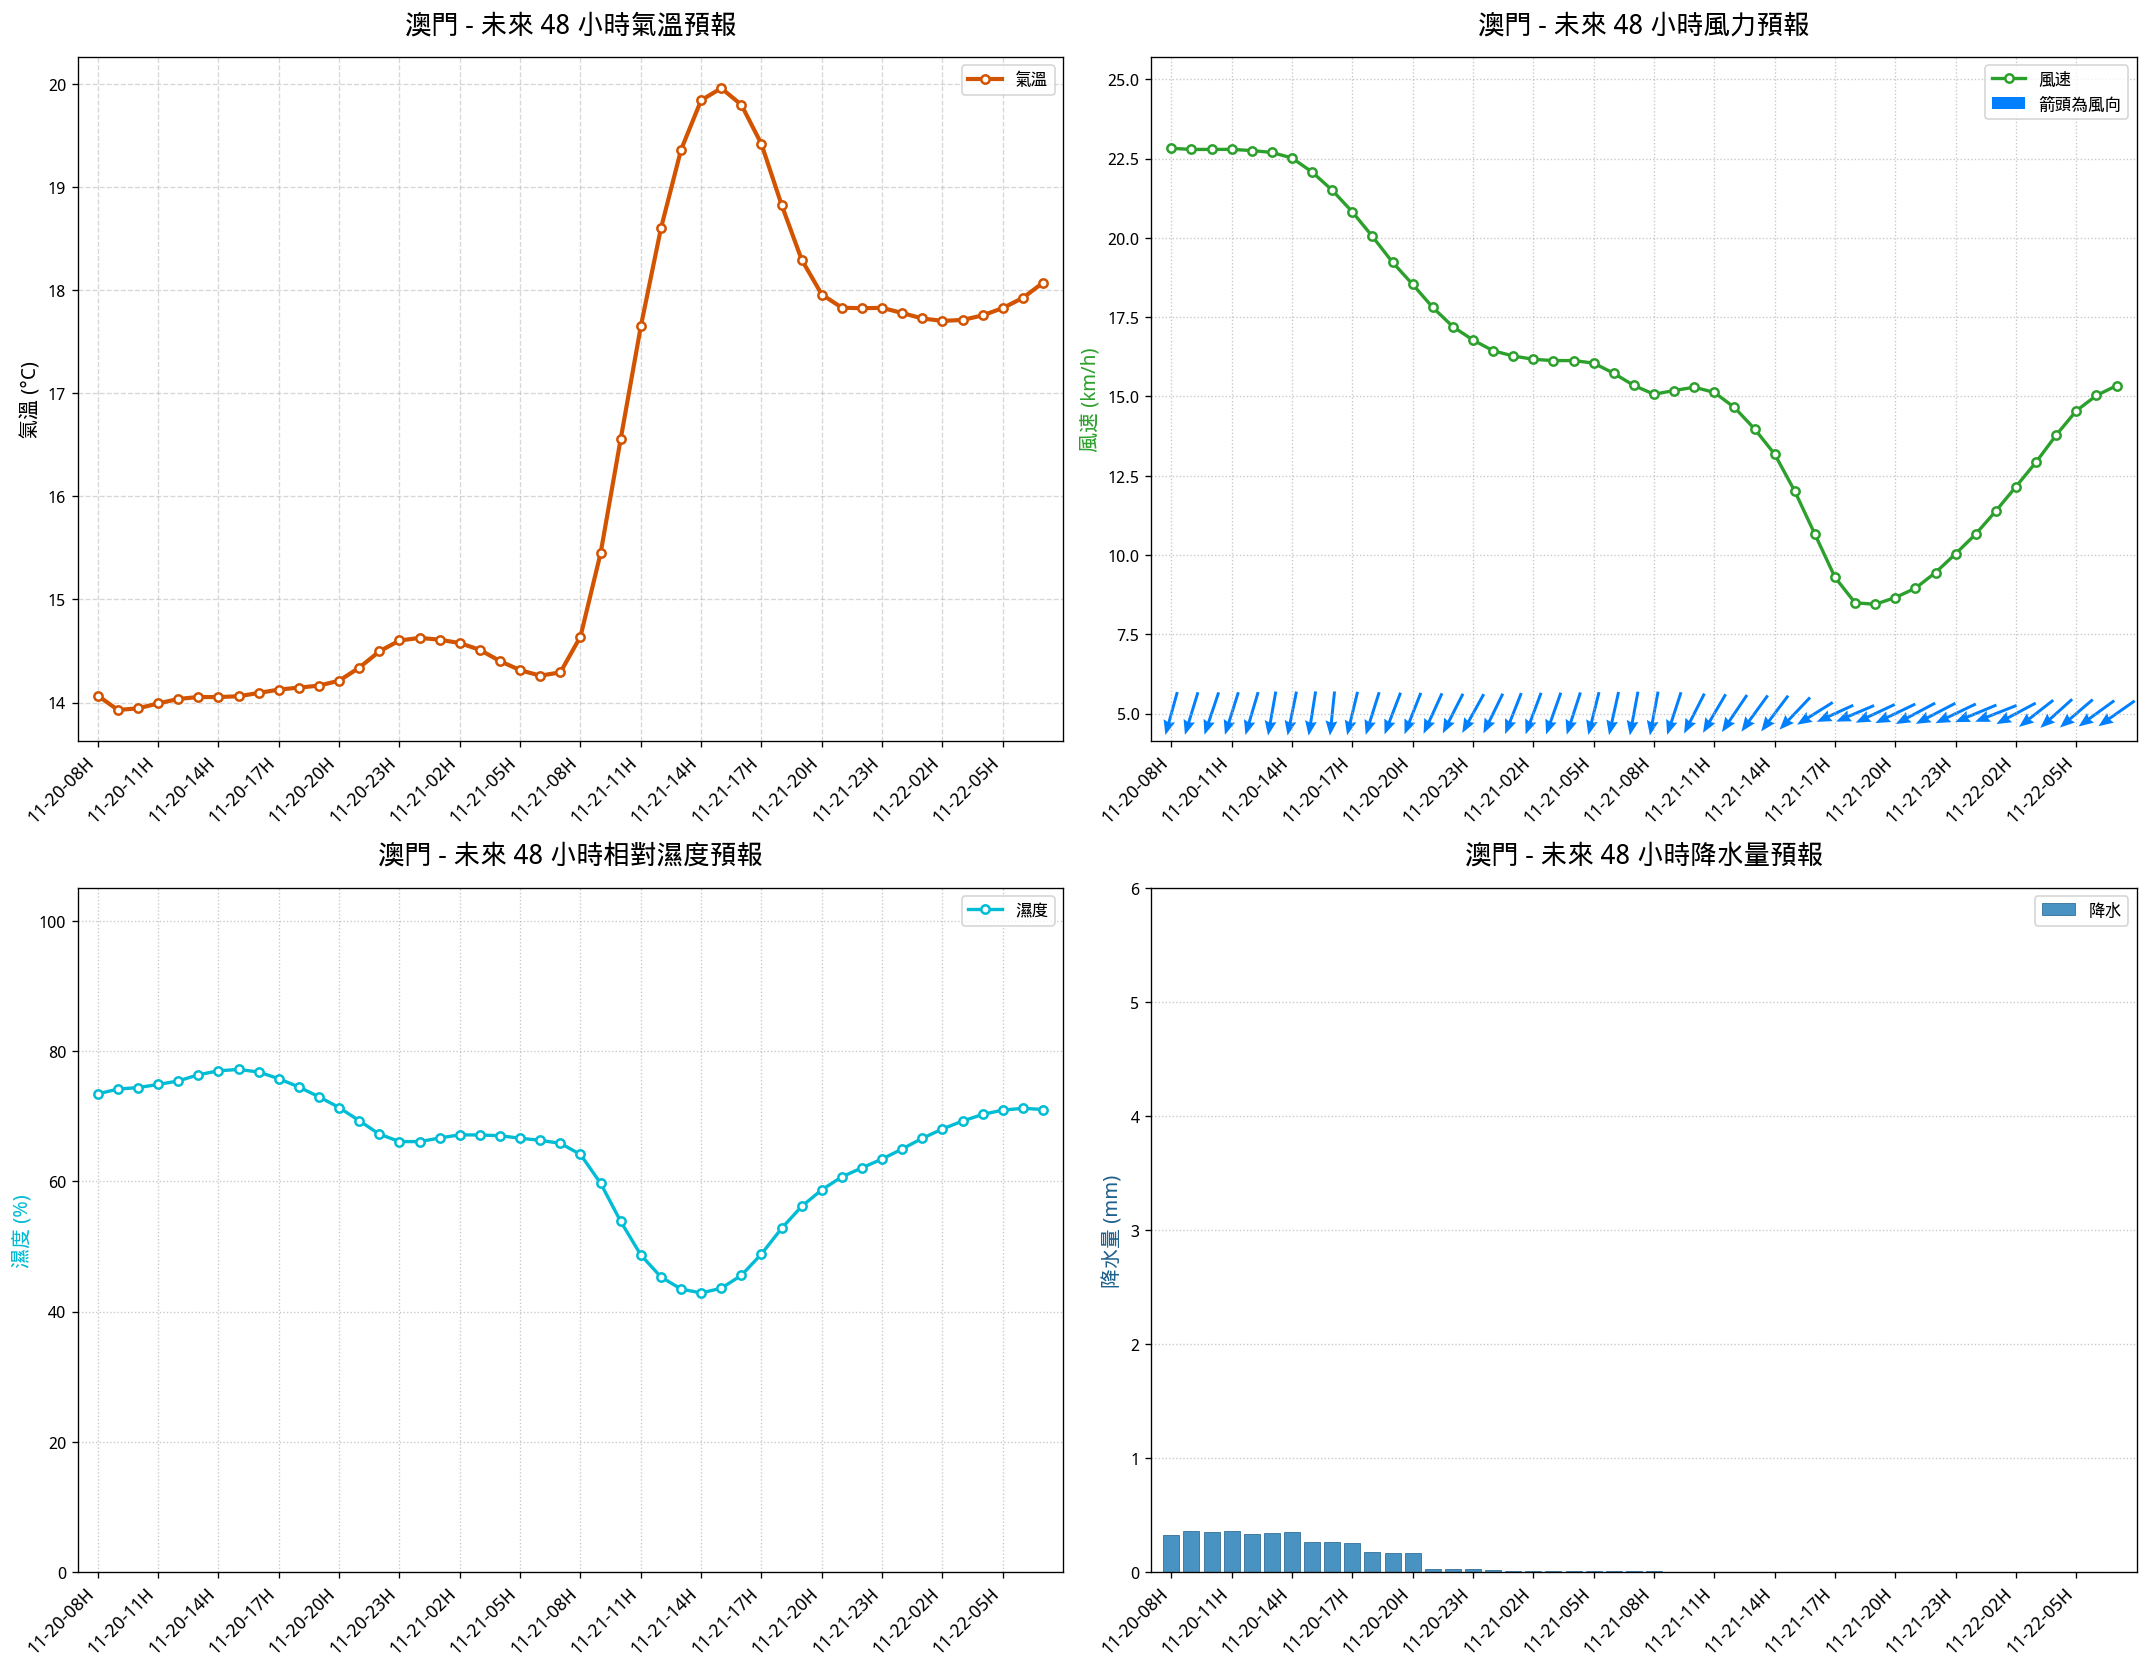 澳門 - 未來 48 小時氣溫預報
氣溫
氣溫 (°C)
20
19
18
17
16
15
14
11-20-08H
11-20-11H
11-20-14H
11-20-17H
11-20-20H
11-20-23H
11-21-02H
11-21-05H
11-21-08H
11-21-11H
11-21-14H
11-21-17H
11-21-20H
11-21-23H
11-22-02H
11-22-05H
澳門 - 未來 48 小時風力預報
風速
箭頭為風向
風速 (km/h)
25.0
22.5
20.0
17.5
15.0
12.5
10.0
7.5
5.0
11-20-08H
11-20-11H
11-20-14H
11-20-17H
11-20-20H
11-20-23H
11-21-02H
11-21-05H
11-21-08H
11-21-11H
11-21-14H
11-21-17H
11-21-20H
11-21-23H
11-22-02H
11-22-05H
澳門 - 未來 48 小時相對濕度預報
濕度
濕度 (%)
100
80
60
40
20
0
11-20-08H
11-20-11H
11-20-14H
11-20-17H
11-20-20H
11-20-23H
11-21-02H
11-21-05H
11-21-08H
11-21-11H
11-21-14H
11-21-17H
11-21-20H
11-21-23H
11-22-02H
11-22-05H
澳門 - 未來 48 小時降水量預報
降水
降水量 (mm)
6
5
4
3
2
1
0
11-20-08H
11-20-11H
11-20-14H
11-20-17H
11-20-20H
11-20-23H
11-21-02H
11-21-05H
11-21-08H
11-21-11H
11-21-14H
11-21-17H
11-21-20H
11-21-23H
11-22-02H
11-22-05H